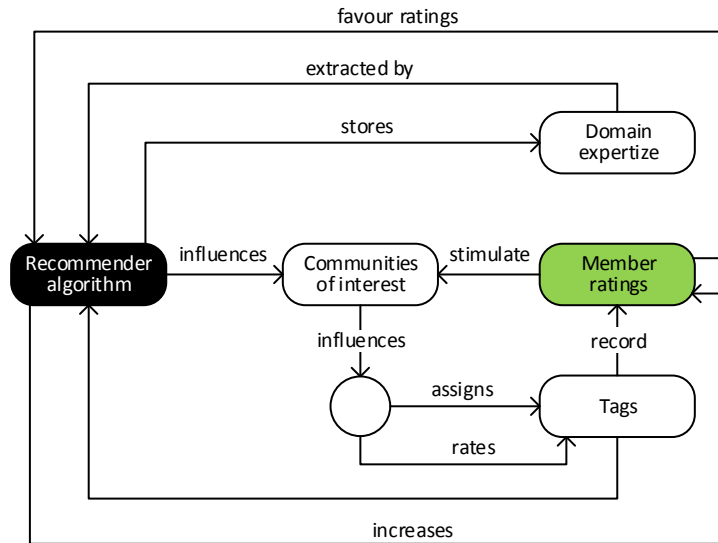 favour ratings
extracted by
stores
Domain
expertize
Recommender
algorithm
influences
Communities
of interest
stimulate
Member
ratings
influences
record
assigns
Tags
rates
increases